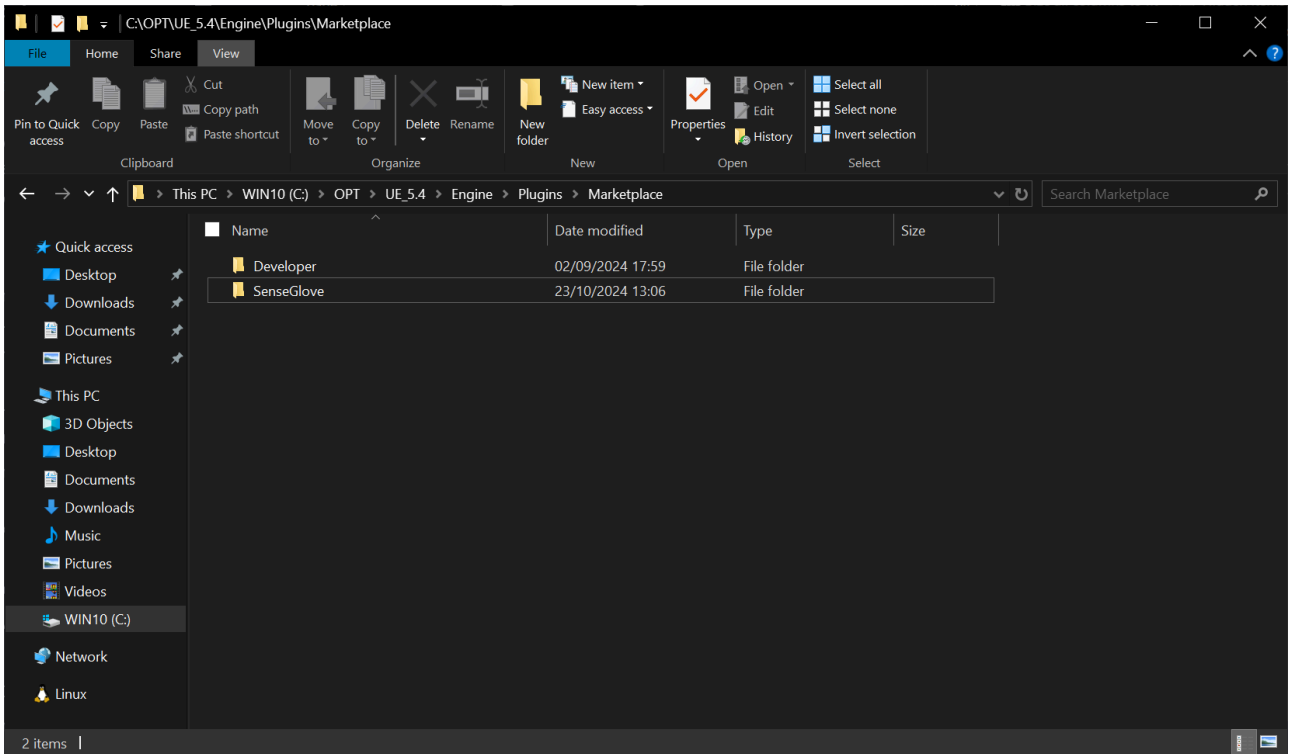 C:\OPT\UE_5.4\Engine\Plugins\Marketplace
File Home Share View
Pin to Quick access
Copy
Paste
Cut
Copy path
Paste shortcut
Move to
Copy to
Delete
Rename
New folder
New item
Easy access
Properties
Open
Edit
History
Select all
Select none
Invert selection
Clipboard Organize New Open Select
This PC > WIN10 (C:) > OPT > UE_5.4 > Engine > Plugins > Marketplace
Search Marketplace
Name Date modified Type Size
Developer 02/09/2024 17:59 File folder
SenseGlove 23/10/2024 13:06 File folder
Quick access
Desktop
Downloads
Documents
Pictures
This PC
3D Objects
Desktop
Documents
Downloads
Music
Pictures
Videos
WIN10 (C:)
Network
Linux
2 items